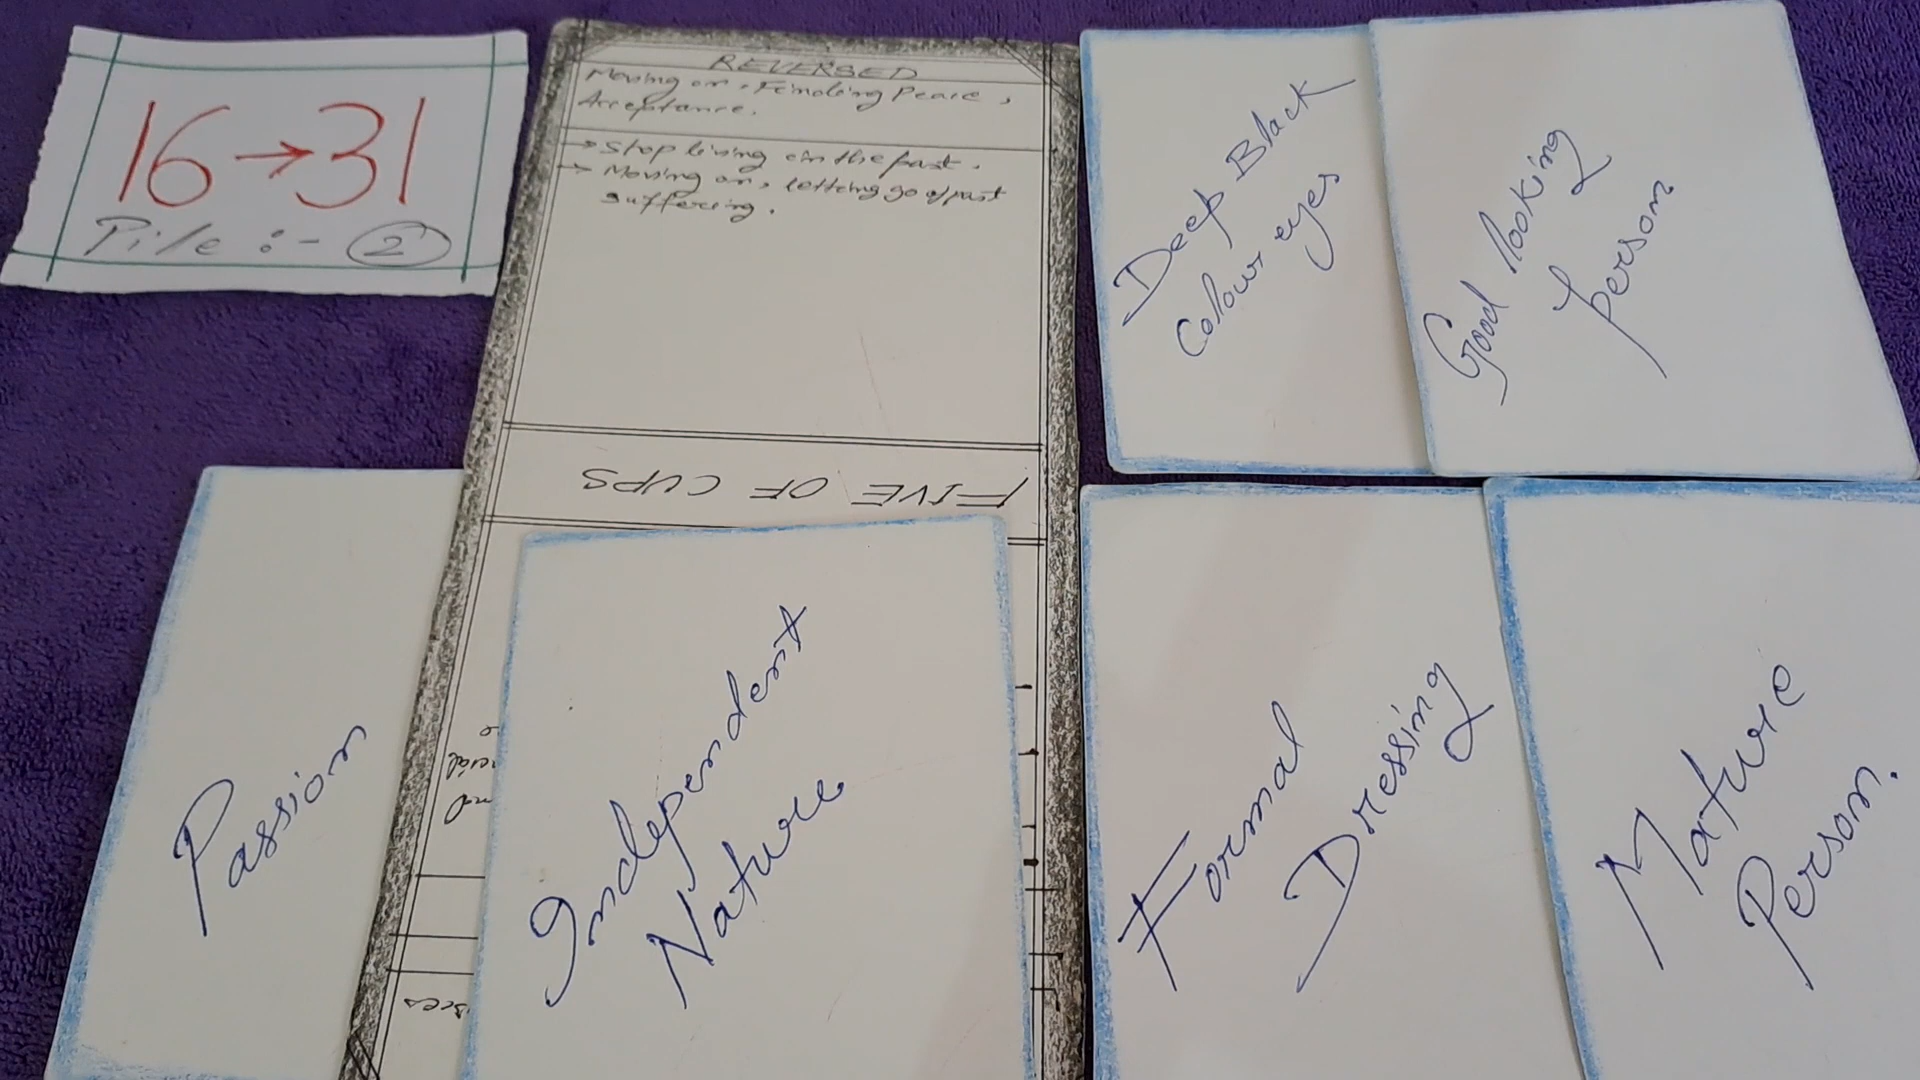 16→31
Pile :- 2
REVERSED
Moving on, Finding Peace,
Acceptance.
→ Stop living in the past.
→ Moving on, letting go of past
suffering.
FIVE OF CUPS
Deep Black
Colour eyes
Good looking
person
Passion
Independent
Nature
Formal
Dressing
Mature
Person.